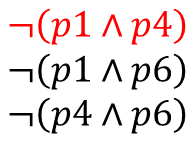 ¬(p1 ∧ p4)
¬(p1 ∧ p6)
¬(p4 ∧ p6)